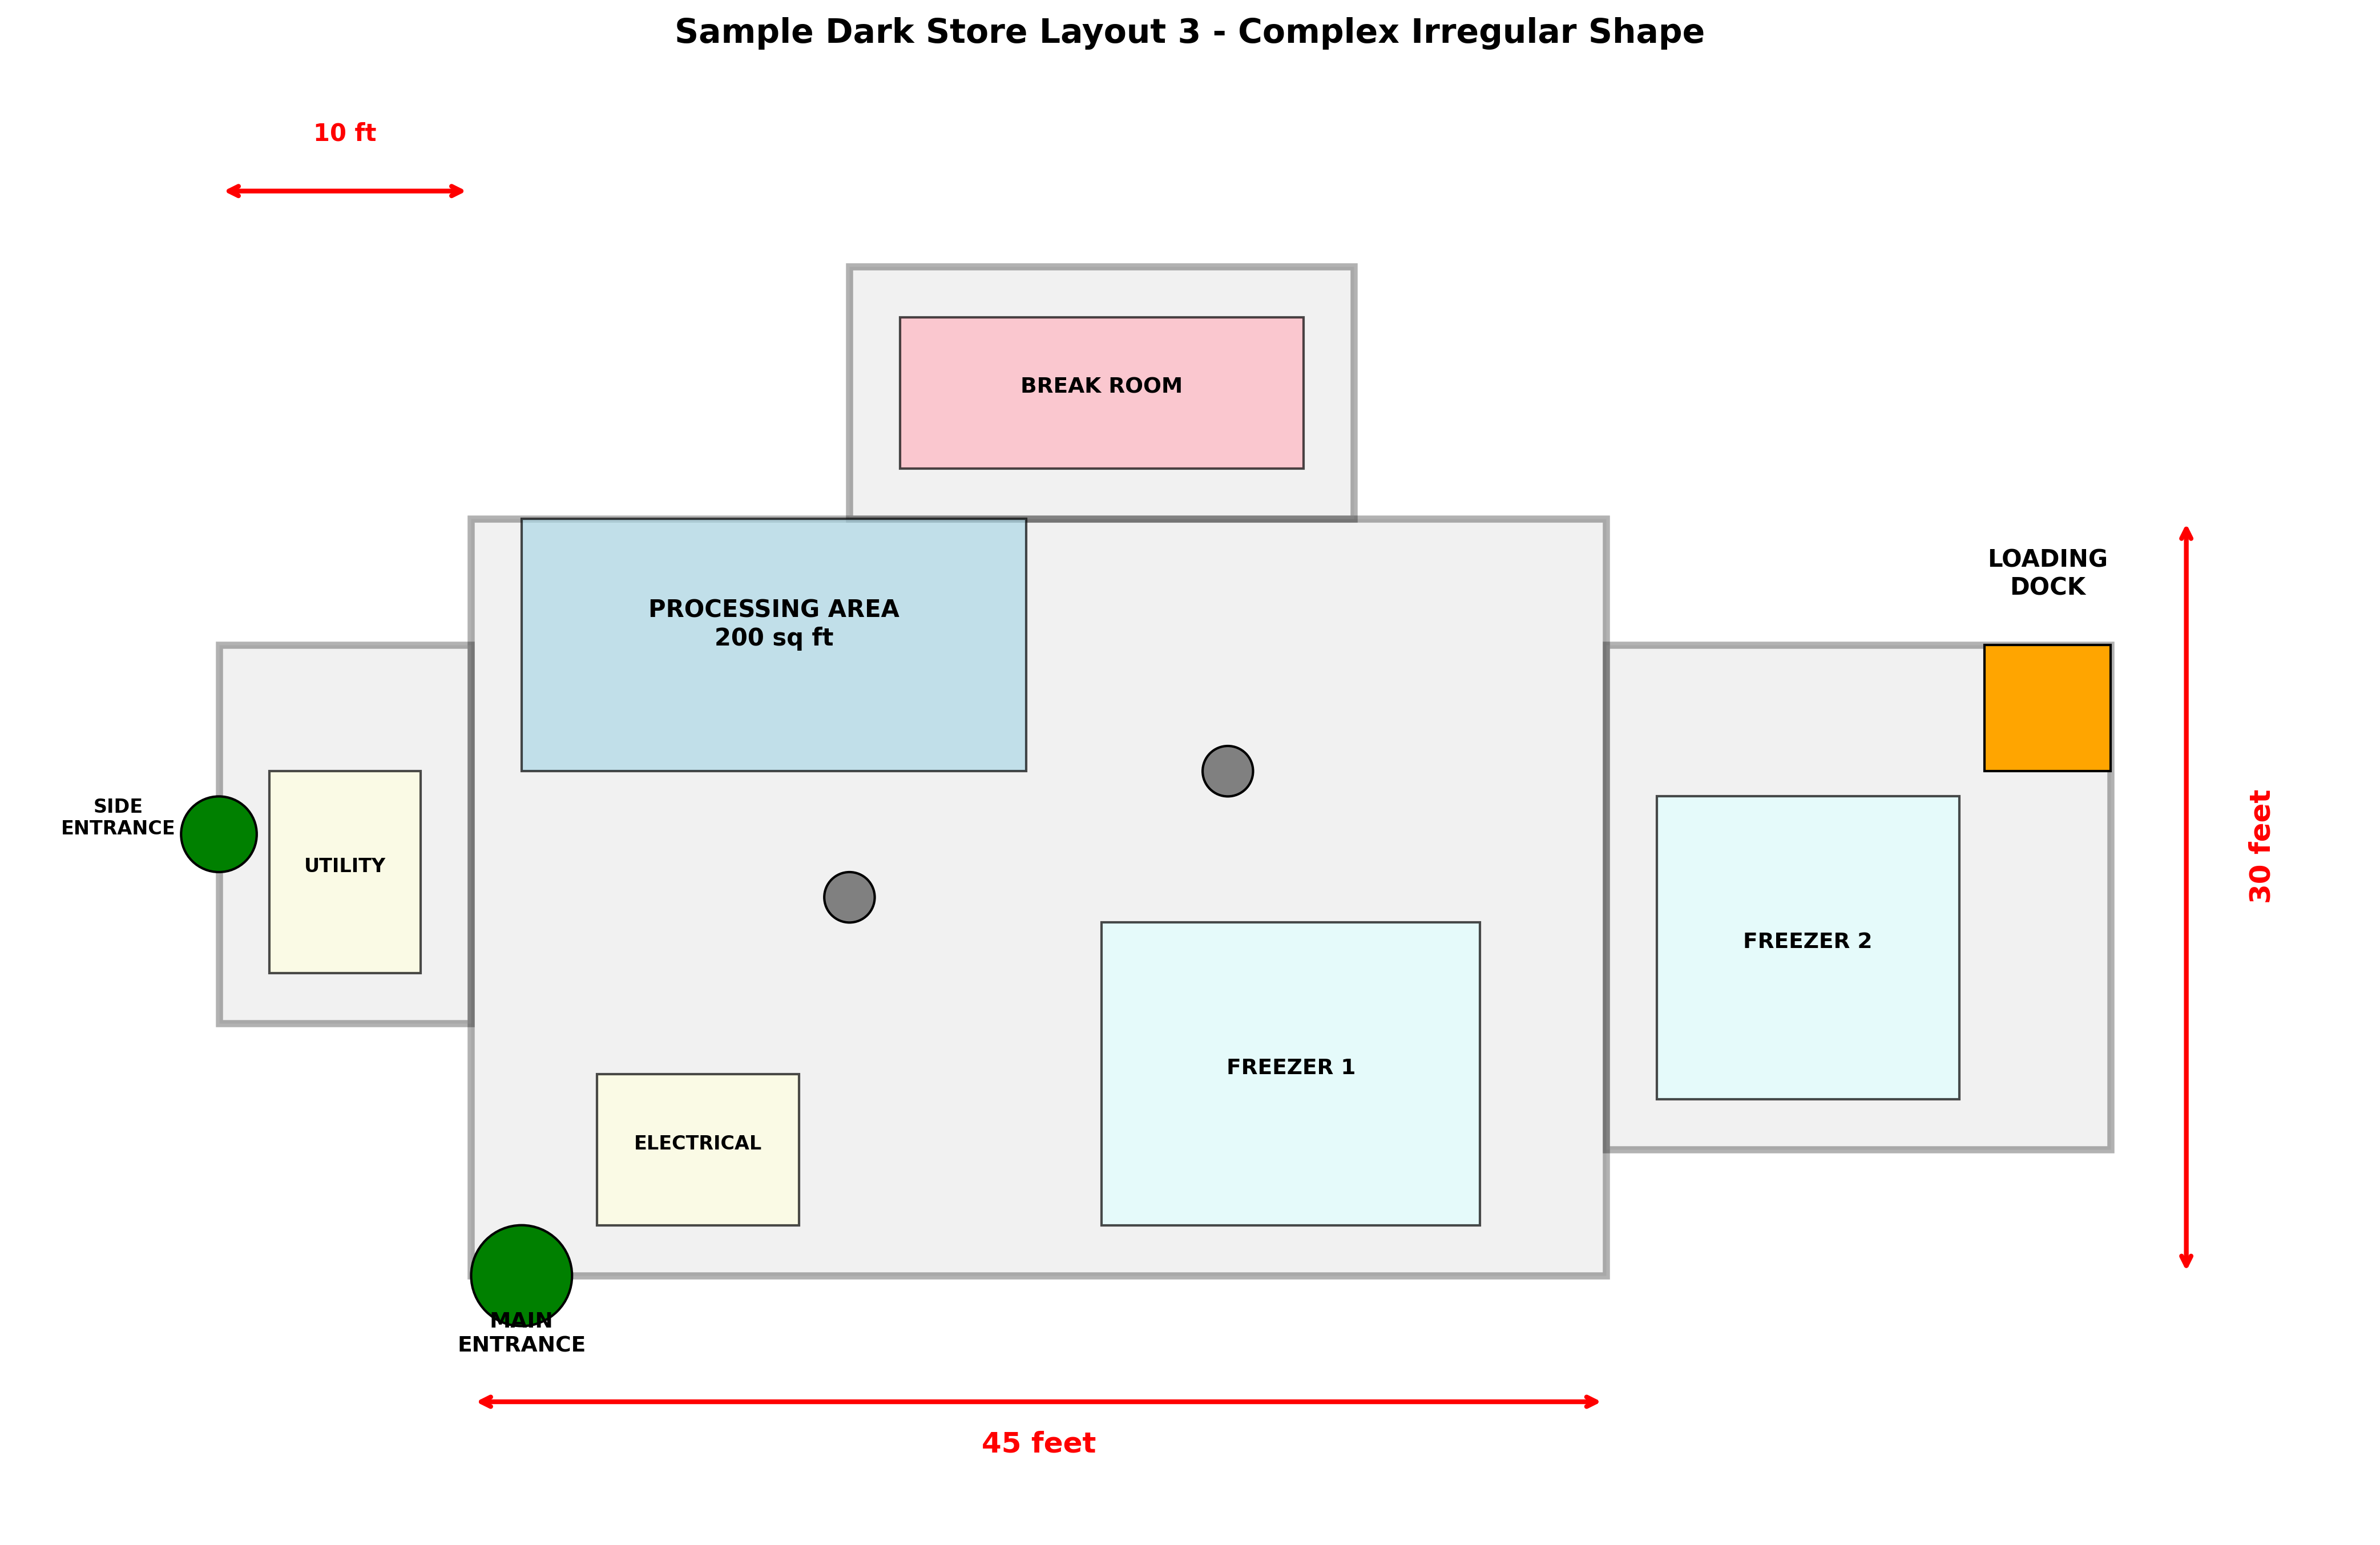 Sample Dark Store Layout 3 - Complex Irregular Shape
10 ft
BREAK ROOM
PROCESSING AREA
200 sq ft
LOADING
DOCK
SIDE
ENTRANCE
UTILITY
30 feet
FREEZER 2
FREEZER 1
ELECTRICAL
MAIN
ENTRANCE
45 feet